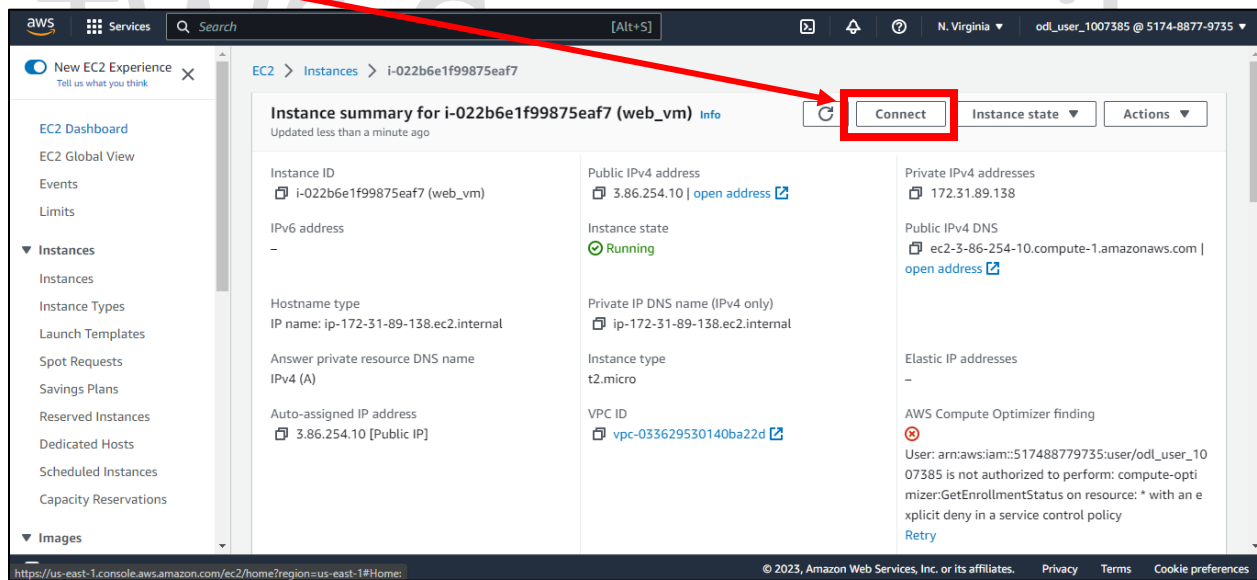 aws
Services
Search
[Alt+S]
N. Virginia ▼
odl_user_1007385 @ 5174-8877-9735 ▼
New EC2 Experience
Tell us what you think
EC2 Dashboard
EC2 Global View
Events
Limits
▼ Instances
Instances
Instance Types
Launch Templates
Spot Requests
Savings Plans
Reserved Instances
Dedicated Hosts
Scheduled Instances
Capacity Reservations
▼ Images
EC2 > Instances > i-022b6e1f99875eaf7
Instance summary for i-022b6e1f99875eaf7 (web_vm) Info
Updated less than a minute ago
Connect
Instance state ▼
Actions ▼
Instance ID
i-022b6e1f99875eaf7 (web_vm)
Public IPv4 address
3.86.254.10 | open address
Private IPv4 addresses
172.31.89.138
IPv6 address
–
Instance state
Running
Public IPv4 DNS
ec2-3-86-254-10.compute-1.amazonaws.com |
open address
Hostname type
IP name: ip-172-31-89-138.ec2.internal
Private IP DNS name (IPv4 only)
ip-172-31-89-138.ec2.internal
Answer private resource DNS name
IPv4 (A)
Instance type
t2.micro
Elastic IP addresses
–
Auto-assigned IP address
3.86.254.10 [Public IP]
VPC ID
vpc-033629530140ba22d
AWS Compute Optimizer finding
User: arn:aws:iam::517488779735:user/odl_user_10
07385 is not authorized to perform: compute-opti
mizer:GetEnrollmentStatus on resource: * with an e
xplicit deny in a service control policy
Retry
https://us-east-1.console.aws.amazon.com/ec2/home?region=us-east-1#Home:
© 2023, Amazon Web Services, Inc. or its affiliates.
Privacy
Terms
Cookie preferences